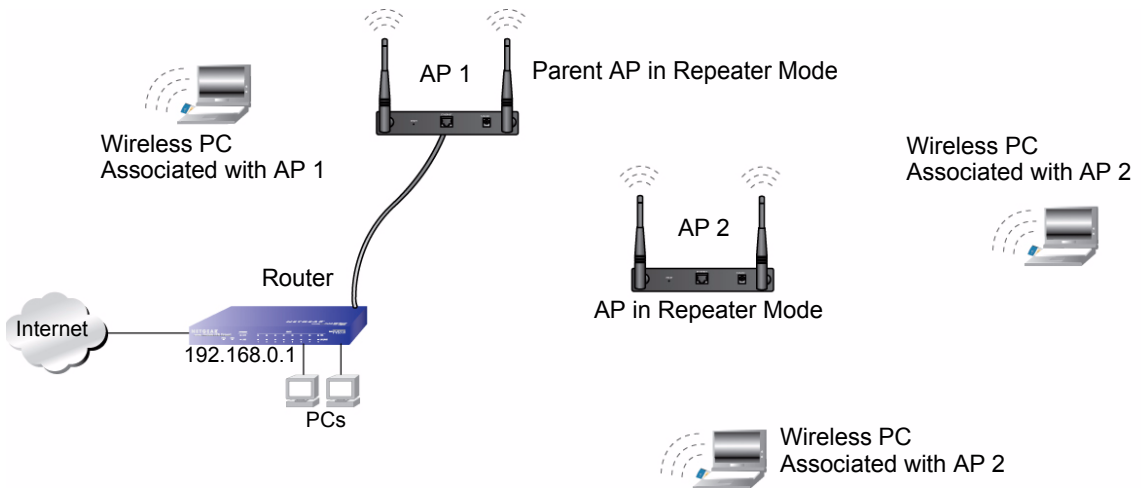 AP 1
Parent AP in Repeater Mode
Wireless PC
Associated with AP 1
Wireless PC
Associated with AP 2
AP 2
Router
AP in Repeater Mode
Internet
NETGEAR
192.168.0.1
PCs
Wireless PC
Associated with AP 2